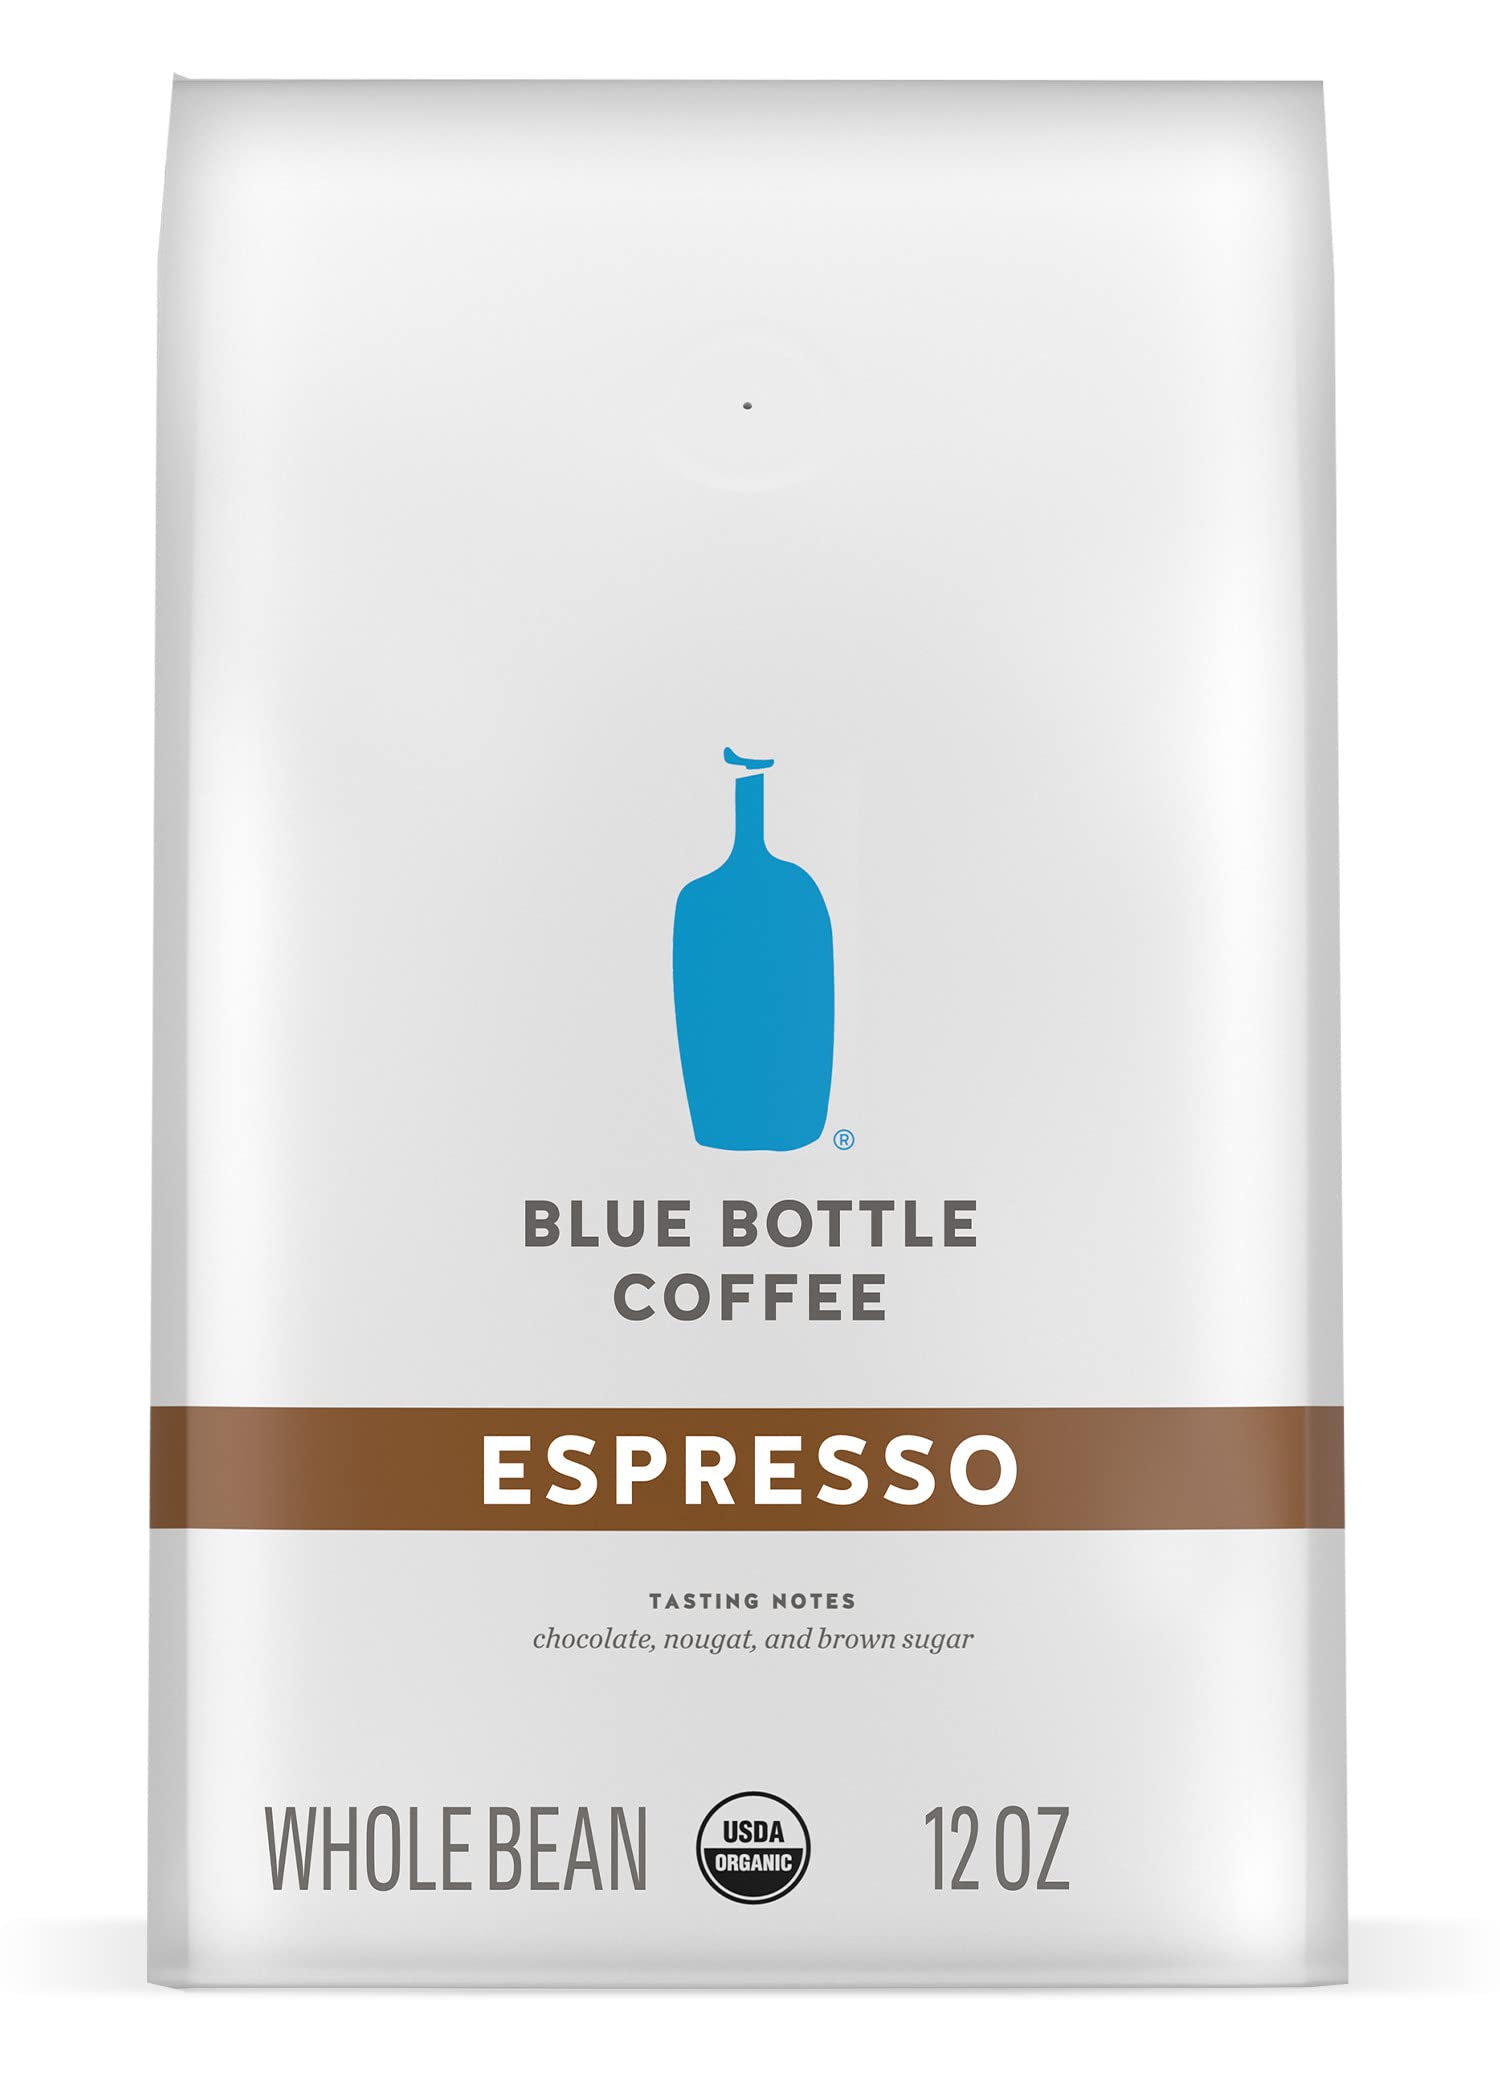 ®
BLUE BOTTLE
COFFEE
ESPRESSO
TASTING NOTES
chocolate, nougat, and brown sugar
WHOLE BEAN
USDA
ORGANIC
12 OZ